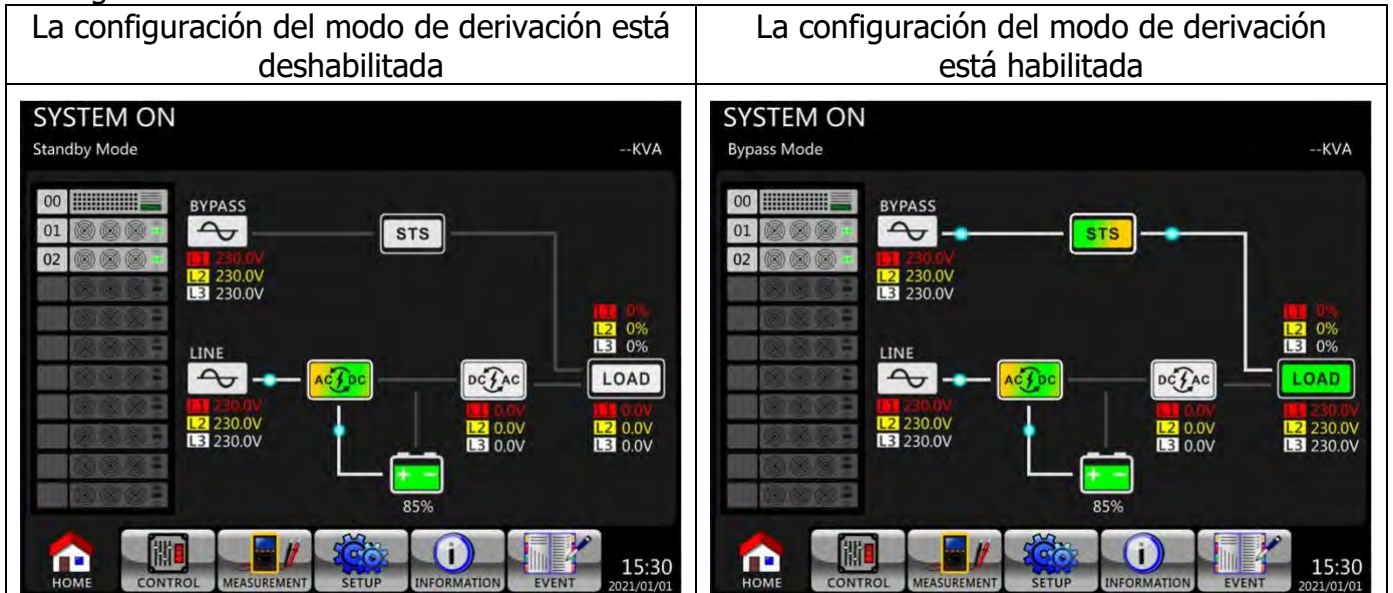 La configuración del modo de derivación está
deshabilitada
La configuración del modo de derivación
está habilitada
SYSTEM ON
Standby Mode
--KVA
00
01
02
BYPASS
STS
L1 230.0V
L2 230.0V
L3 230.0V
L1 0%
L2 0%
L3 0%
LINE
AC DC
DC AC
LOAD
L1 230.0V
L2 230.0V
L3 230.0V
L1 0.0V
L2 0.0V
L3 0.0V
L1 0.0V
L2 0.0V
L3 0.0V
+ −
85%
HOME
CONTROL
MEASUREMENT
SETUP
INFORMATION
EVENT
15:30
2021/01/01
SYSTEM ON
Bypass Mode
--KVA
00
01
02
BYPASS
STS
L1 230.0V
L2 230.0V
L3 230.0V
L1 0%
L2 0%
L3 0%
LINE
AC DC
DC AC
LOAD
L1 230.0V
L2 230.0V
L3 230.0V
L1 0.0V
L2 0.0V
L3 0.0V
L1 230.0V
L2 230.0V
L3 230.0V
+ −
85%
HOME
CONTROL
MEASUREMENT
SETUP
INFORMATION
EVENT
15:30
2021/01/01